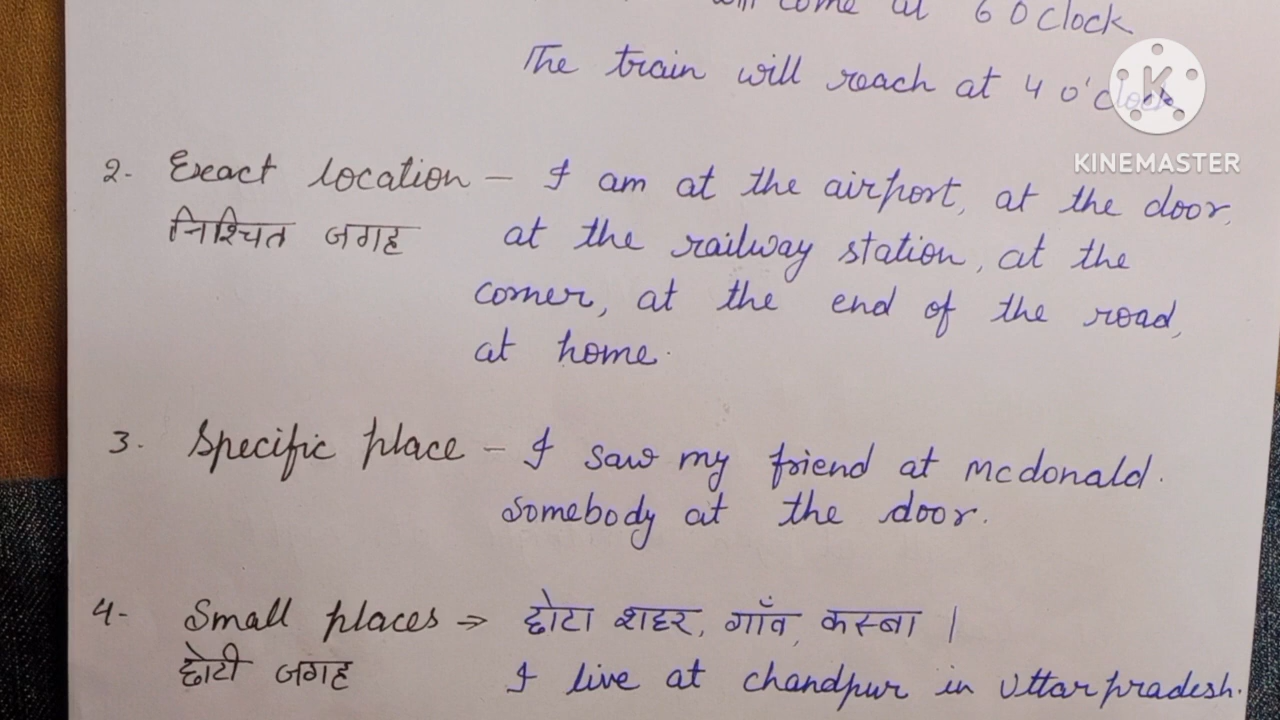 will come at 6 O Clock
The train will reach at 4 o'clock
KINEMASTER
2- Exact location – I am at the airport, at the door,
निश्चित जगह at the railway station, at the
corner, at the end of the road,
at home.
3- Specific place – I saw my friend at mcdonald.
Somebody at the door.
4- Small places → छोटा शहर, गाँव, कस्बा |
छोटी जगह I live at chandpur in Uttar pradesh.